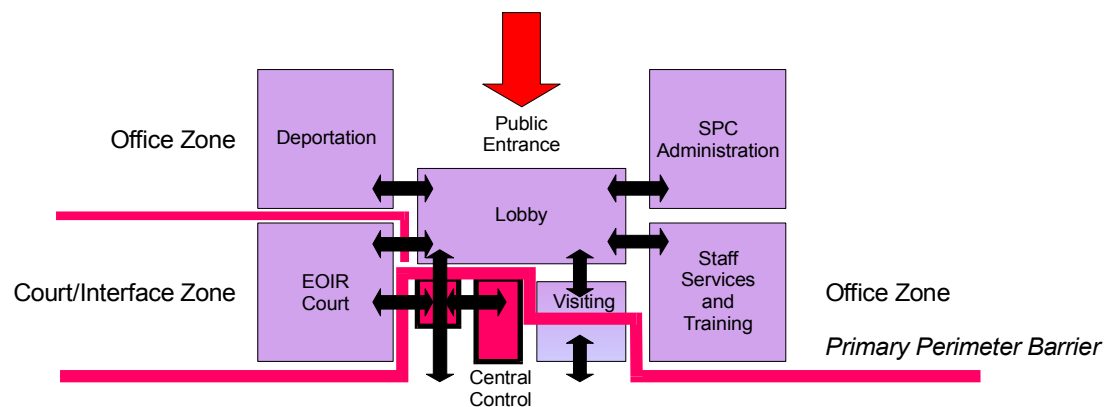 Public
Entrance
Office Zone
Deportation
SPC
Administration
Lobby
Court/Interface Zone
EOIR
Court
Visiting
Staff
Services
and
Training
Office Zone
Primary Perimeter Barrier
Central
Control